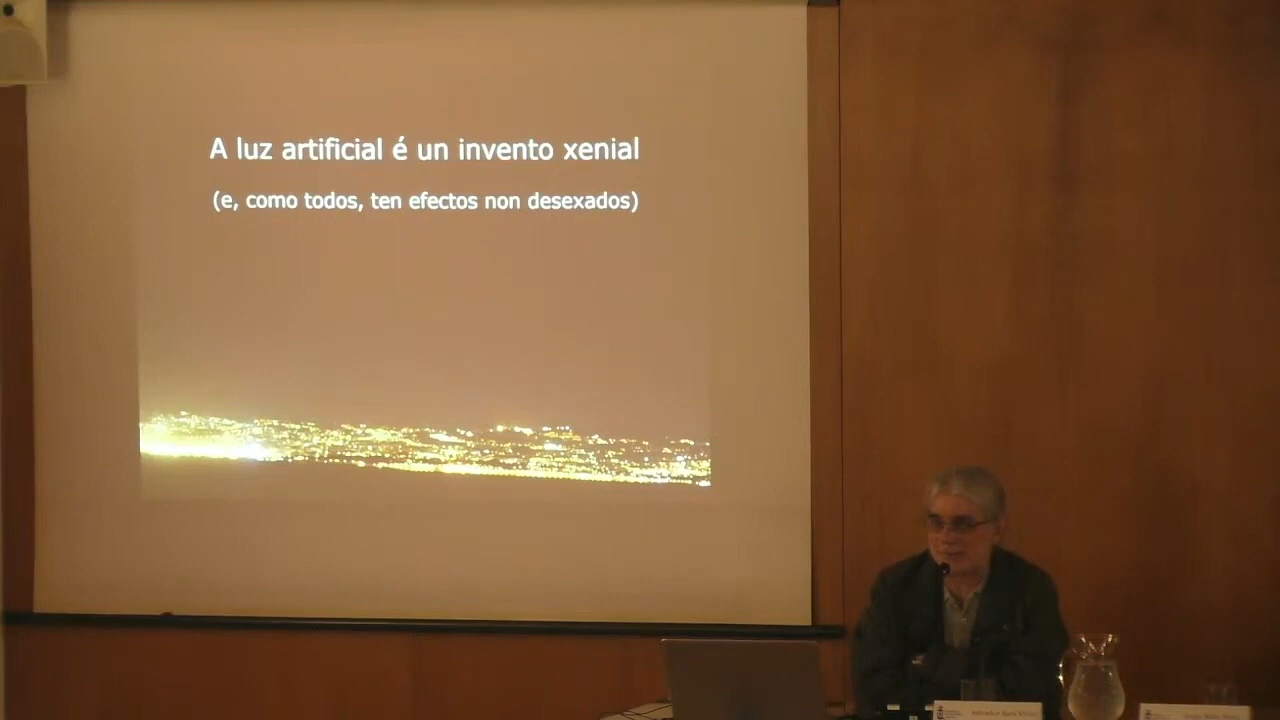 A luz artificial é un invento xenial
(e, como todos, ten efectos non desexados)